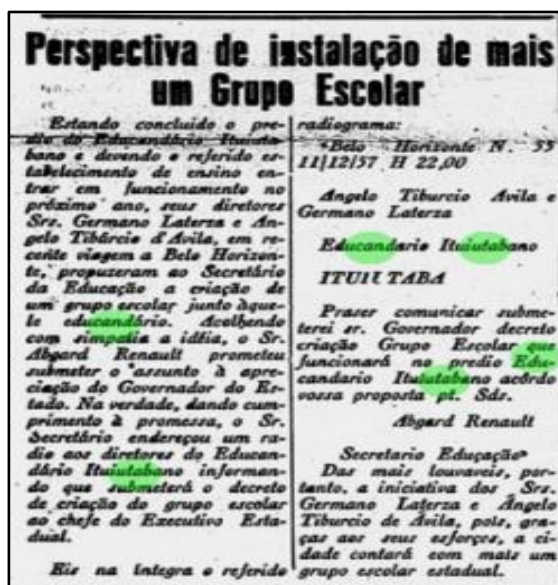 Perspectiva de instalação de mais
um Grupo Escolar
Estando concluido o pre-
dio do Educandário Ituiuta-
bano e devendo o referido es-
tabelecimento de ensino en-
trar em funcionamento no
próximo ano, seus diretores
Srs. Germano Laterza e An-
gelo Tibúrcio d'Avila, em re-
cente viagem a Belo Horizon-
te, propuzeram ao Secretário
da Educação a criação de
um grupo escolar junto àque-
le educandário. Acolhendo
com simpatia a idéia, o Sr.
Abgard Renault prometeu
submeter o assunto à apre-
ciação do Governador do Es-
tado. Na verdade, dando cum-
primento à promessa, o Sr.
Secretário endereçou um ra-
dio aos diretores do Educan-
dário Ituiutabano informan-
do que submeterá o decreto
de criação do grupo escolar
ao chefe do Executivo Esta-
dual.
Eis na íntegra o referido
radiograma:
"Belo Horizonte N. 55
11|12|57 H 22,00
Angelo Tiburcio Avila e
Germano Laterza
Educandario Ituiutabano
ITUIUTABA
Praser comunicar subme-
terei sr. Governador decreto
criação Grupo Escolar que
funcionará no predio Edu-
candario Ituiutabano acôrdo
vossa proposta pt. Sds.
Abgard Renault
Secretario Educação"
Das mais louvaveis, por-
tanto, a iniciativa dos Srs.
Germano Laterza e Ângelo
Tiburcio de Ávila, pois, gra-
ças aos seus esforços, a ci-
dade contará com mais um
grupo escolar estadual.